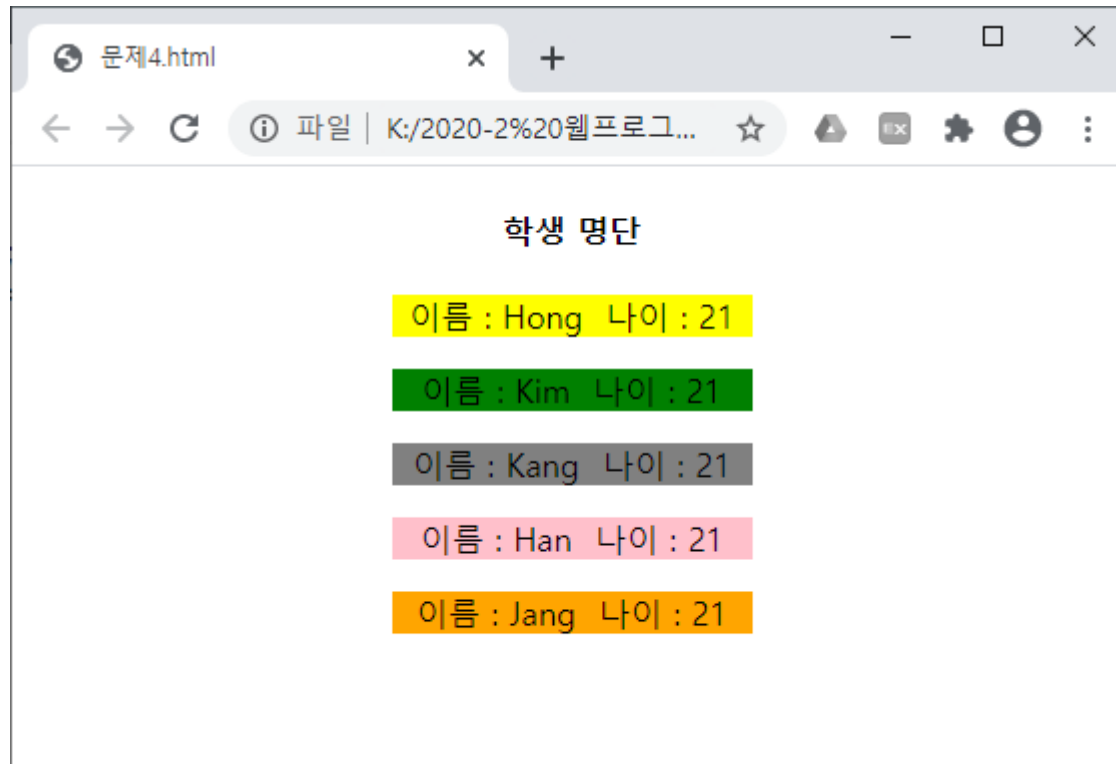 문제4.html
파일 K:/2020-2%20웹프로그...
학생 명단
이름 : Hong 나이 : 21
이름 : Kim 나이 : 21
이름 : Kang 나이 : 21
이름 : Han 나이 : 21
이름 : Jang 나이 : 21